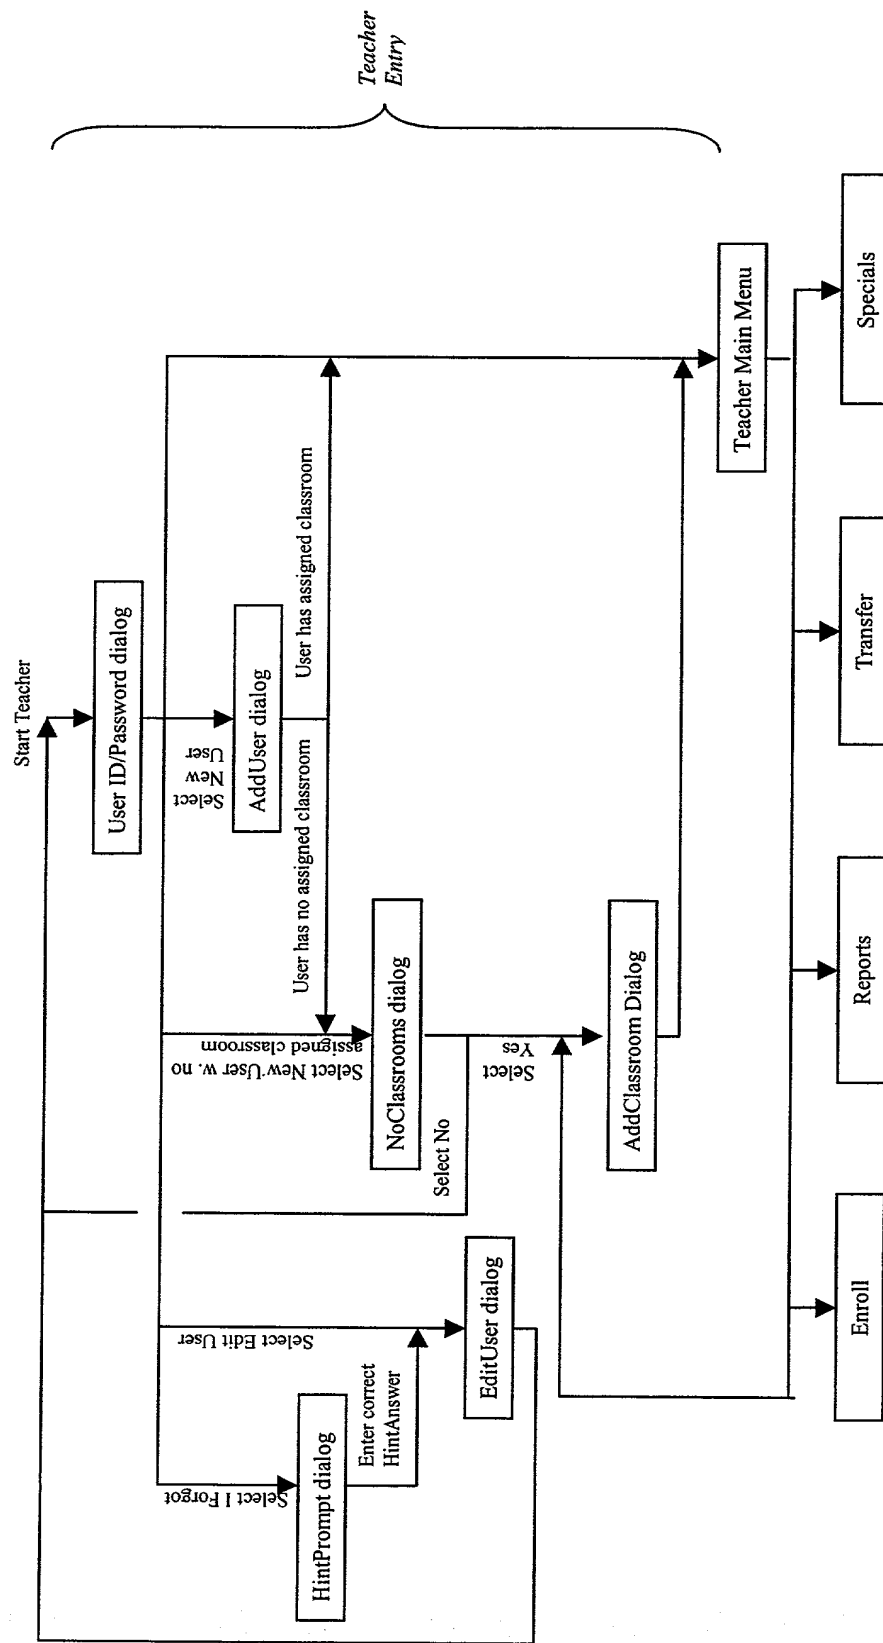 Start Teacher
User ID/Password dialog
Select
New
User
AddUser dialog
User has no assigned classroom
User has assigned classroom
Select New User w. no
assigned classroom
NoClassrooms dialog
Select No
Select
Yes
AddClassroom Dialog
Select I Forgot
HintPrompt dialog
Enter correct
HintAnswer
Select Edit User
EditUser dialog
Teacher
Entry
Teacher Main Menu
Enroll
Reports
Transfer
Specials